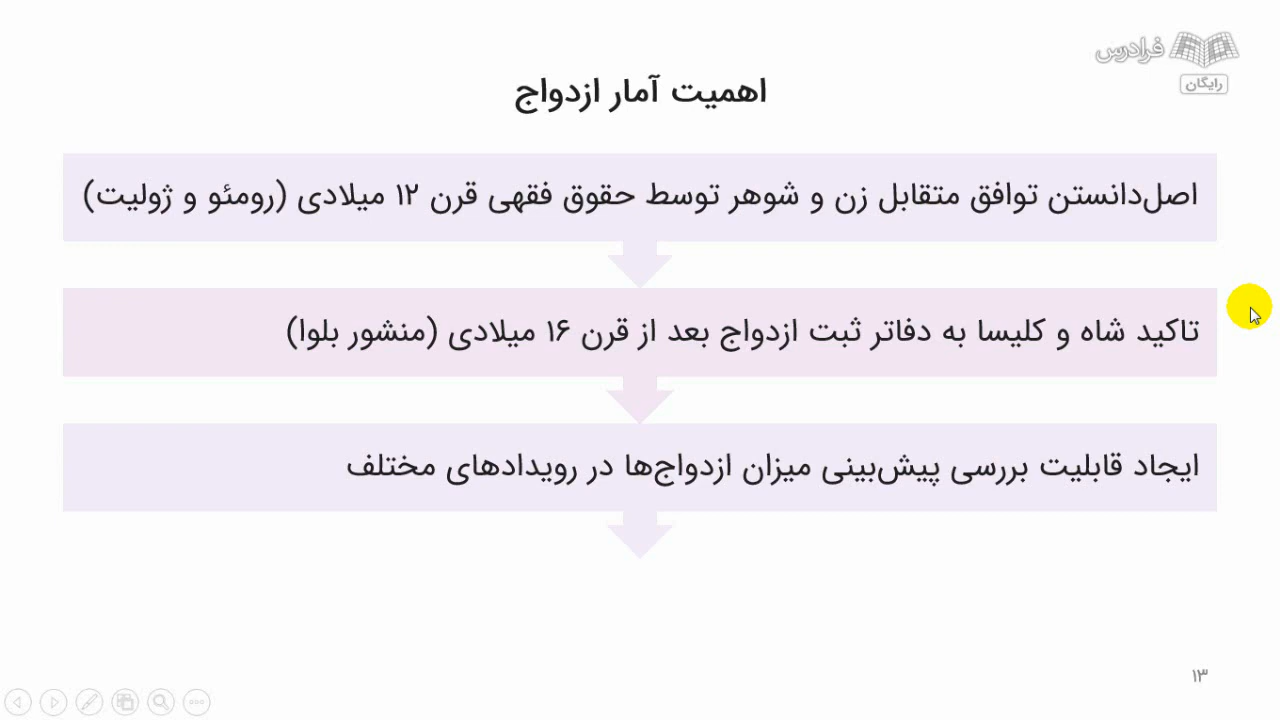 فرادرس
رایگان
اهمیت آمار ازدواج
اصل‌دانستن توافق متقابل زن و شوهر توسط حقوق فقهی قرن ۱۲ میلادی (رومئو و ژولیت)
تاکید شاه و کلیسا به دفاتر ثبت ازدواج بعد از قرن ۱۶ میلادی (منشور بلوا)
ایجاد قابلیت بررسی پیش‌بینی میزان ازدواج‌ها در رویدادهای مختلف
۱۳